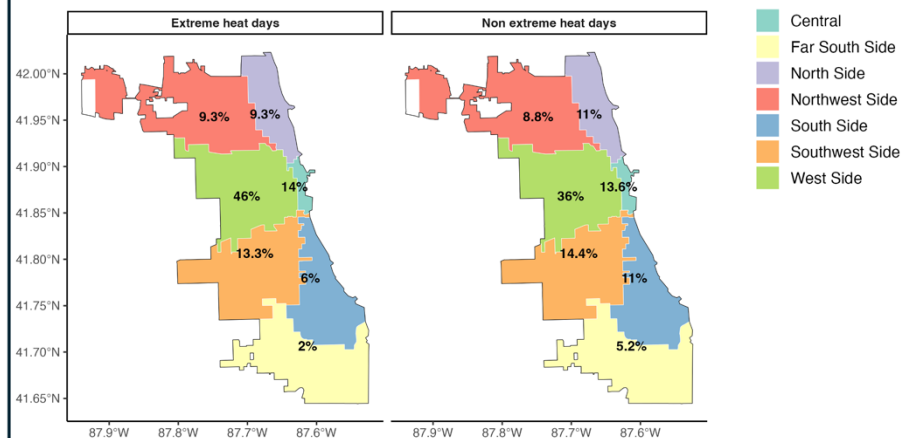 Extreme heat days
Non extreme heat days
42.00°N
41.95°N
41.90°N
41.85°N
41.80°N
41.75°N
41.70°N
41.65°N
9.3%
9.3%
46%
14%
13.3%
6%
2%
8.8%
11%
36%
13.6%
14.4%
11%
5.2%
87.9°W
87.8°W
87.7°W
87.6°W
87.9°W
87.8°W
87.7°W
87.6°W
Central
Far South Side
North Side
Northwest Side
South Side
Southwest Side
West Side